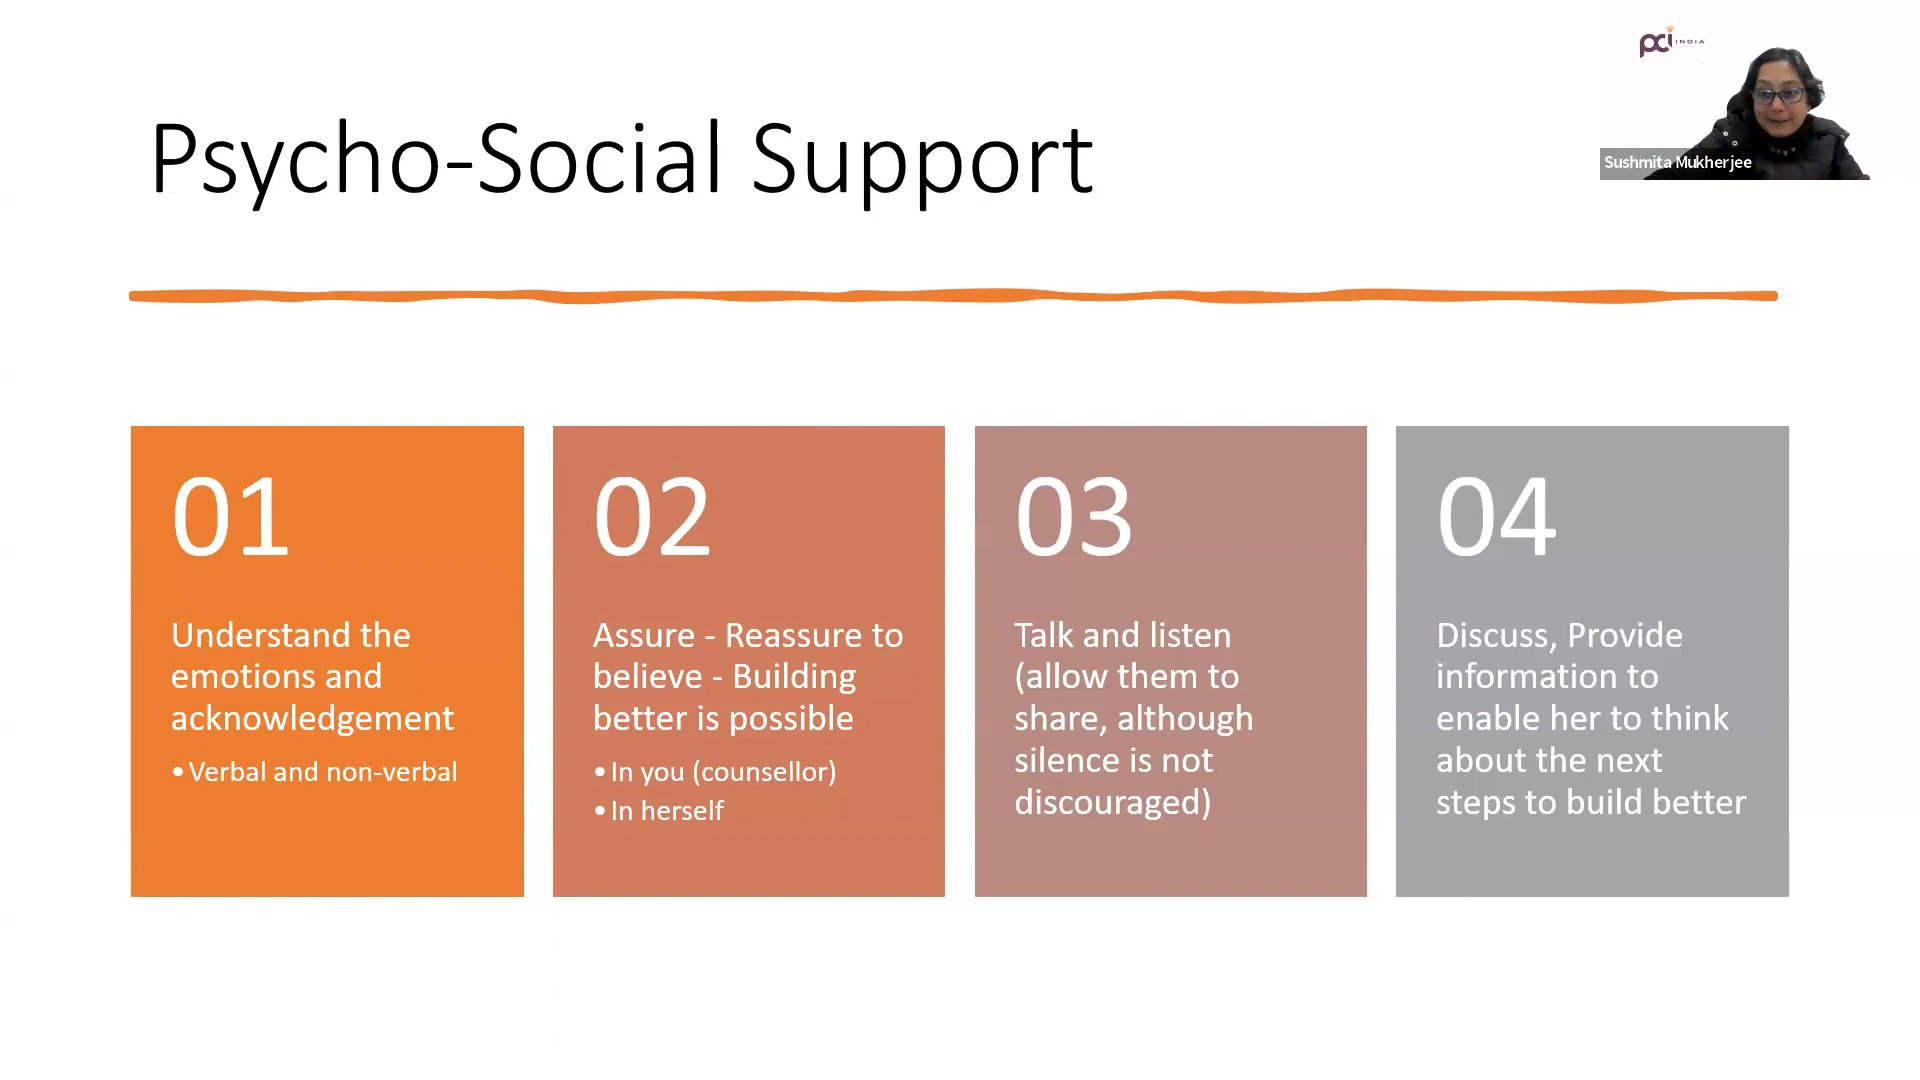 pci INDIA
Sushmita Mukherjee
Psycho-Social Support
01
Understand the
emotions and
acknowledgement
• Verbal and non-verbal
02
Assure - Reassure to
believe - Building
better is possible
• In you (counsellor)
• In herself
03
Talk and listen
(allow them to
share, although
silence is not
discouraged)
04
Discuss, Provide
information to
enable her to think
about the next
steps to build better